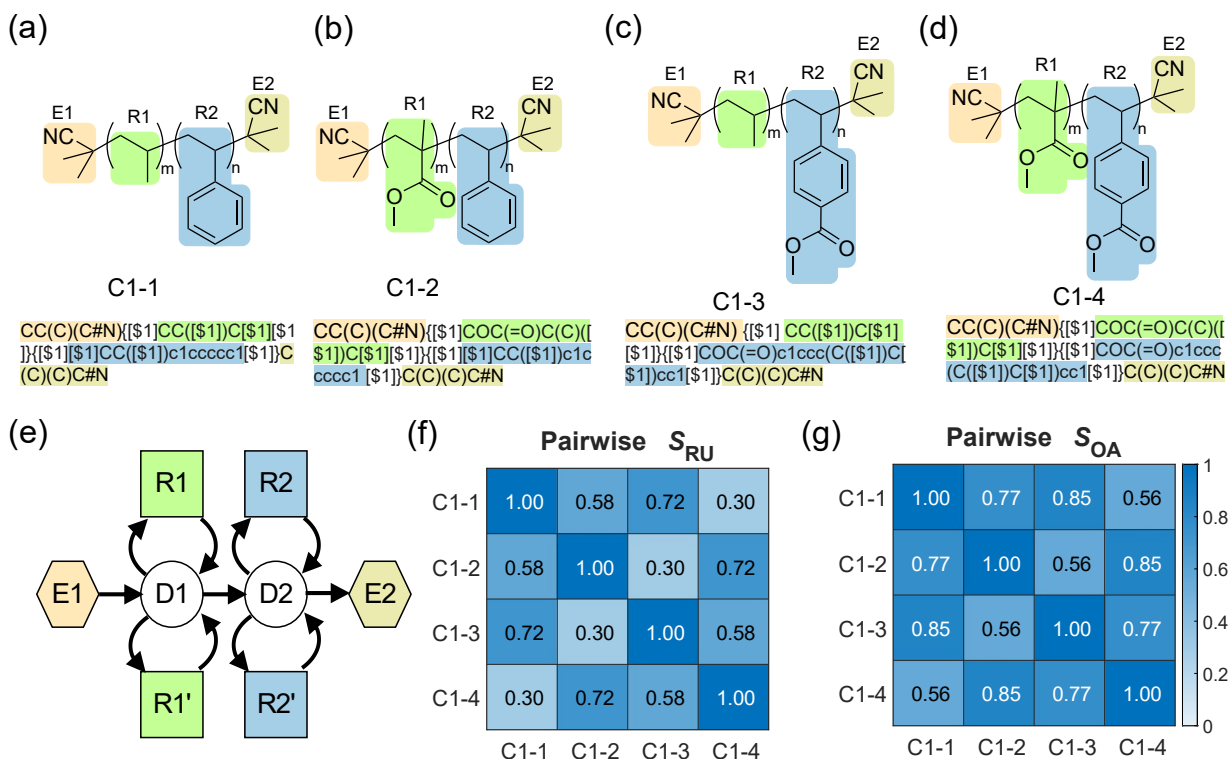 (a)
(b)
(c)
(d)
E1
R1
R2
E2
NC
CN
m
n
C1-1
CC(C)(C#N){[$1]CC([$1])C[$1][$1
]}{[$1][$1]CC([$1])c1ccccc1[$1]}C
(C)(C)C#N
E1
R1
R2
E2
NC
CN
m
n
O
O
C1-2
CC(C)(C#N){[$1]COC(=O)C(C)([
$1])C[$1][$1]}{[$1][$1]CC([$1])c1c
cccc1[$1]}C(C)(C)C#N
E1
R1
R2
E2
NC
CN
m
n
O
O
C1-3
CC(C)(C#N){[$1] CC([$1])C[$1]
[$1]}{[$1]COC(=O)c1ccc(C([$1])C[
$1])cc1[$1]}C(C)(C)C#N
E1
R1
R2
E2
NC
CN
m
n
O
O
O
O
C1-4
CC(C)(C#N){[$1]COC(=O)C(C)([
$1])C[$1][$1]}{[$1]COC(=O)c1ccc
(C([$1])C[$1])cc1[$1]}C(C)(C)C#N
(e)
R1
R2
E1
D1
D2
E2
R1'
R2'
(f)
Pairwise S_RU
C1-1 1.00 0.58 0.72 0.30
C1-2 0.58 1.00 0.30 0.72
C1-3 0.72 0.30 1.00 0.58
C1-4 0.30 0.72 0.58 1.00
C1-1 C1-2 C1-3 C1-4
(g)
Pairwise S_OA
C1-1 1.00 0.77 0.85 0.56
C1-2 0.77 1.00 0.56 0.85
C1-3 0.85 0.56 1.00 0.77
C1-4 0.56 0.85 0.77 1.00
C1-1 C1-2 C1-3 C1-4
1
0.8
0.6
0.4
0.2
0